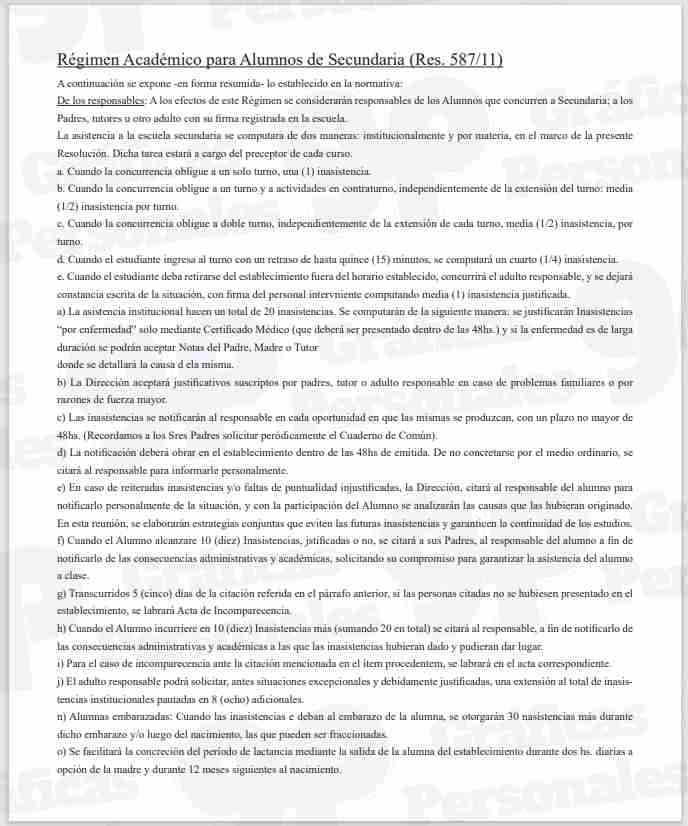 Régimen Académico para Alumnos de Secundaria (Res. 587/11)
A continuación se expone -en forma resumida- lo establecido en la normativa:
De los responsables: A los efectos de este Régimen se considerarán responsables de los Alumnos que concurren a Secundaria; a los
Padres, tutores u otro adulto con su firma registrada en la escuela.
La asistencia a la escuela secundaria se computara de dos maneras: institucionalmente y por materia, en el marco de la presente
Resolución. Dicha tarea estará a cargo del preceptor de cada curso.
a. Cuando la concurrencia obligue a un solo turno, una (1) inasistencia.
b. Cuando la concurrencia obligue a un turno y a actividades en contraturno, independientemente de la extensión del turno: media
(1/2) inasistencia por turno.
c. Cuando la concurrencia obligue a doble turno, independientemente de la extensión de cada turno, media (1/2) inasistencia, por
turno.
d. Cuando el estudiante ingresa al turno con un retraso de hasta quince (15) minutos, se computará un cuarto (1/4) inasistencia.
e. Cuando el estudiante deba retirarse del establecimiento fuera del horario establecido, concurrirá el adulto responsable, y se dejará
constancia escrita de la situación, con firma del personal intervniente computando media (1) inasistencia justificada.
a) La asistencia institucional hacen un total de 20 inasistencias. Se computarán de la siguiente manera: se justificarán Inasistencias
“por enfermedad” solo mediante Certificado Médico (que deberá ser presentado dentro de las 48hs.) y si la enfermedad es de larga
duración se podrán aceptar Notas del Padre, Madre o Tutor
donde se detallará la causa d ela misma.
b) La Dirección aceptará justificativos suscriptos por padres, tutor o adulto responsable en caso de problemas familiares o por
razones de fuerza mayor.
c) Las inasistencias se notificarán al responsable en cada oportunidad en que las mismas se produzcan, con un plazo no mayor de
48hs. (Recordamos a los Sres Padres solicitar peródicamente el Cuaderno de Común).
d) La notificación deberá obrar en el establecimiento dentro de las 48hs de emitida. De no concretarse por el medio ordinario, se
citará al responsable para informarle personalmente.
e) En caso de reiteradas inasistencias y/o faltas de puntualidad injustificadas, la Dirección, citará al responsable del alumno para
notificarlo personalmente de la situación, y con la participación del Alumno se analizarán las causas que las hubieran originado.
En esta reunión, se elaborarán estrategias conjuntas que eviten las futuras inasistencias y garanticen la continuidad de los estudios.
f) Cuando el Alumno alcanzare 10 (diez) Inasistencias, jstificadas o no, se citará a sus Padres, al responsable del alumno a fin de
notificarlo de las consecuencias administrativas y académicas, solicitando su compromiso para garantizar la asistencia del alumno
a clase.
g) Transcurridos 5 (cinco) días de la citación referida en el párrafo anterior, si las personas citadas no se hubiesen presentado en el
establecimiento, se labrará Acta de Incomparecencia.
h) Cuando el Alumno incurriere en 10 (diez) Inasistencias más (sumando 20 en total) se citará al responsable, a fin de notificarlo de
las consecuencias administrativas y académicas a las que las inasistencias hubieran dado y pudieran dar lugar.
i) Para el caso de incomparecencia ante la citación mencionada en el ítem procedentem, se labrará en el acta correspondiente.
j) El adulto responsable podrá solicitar, antes situaciones excepcionales y debidamente justificadas, una extensión al total de inasis-
tencias institucionales pautadas en 8 (ocho) adicionales.
n) Alumnas embarazadas: Cuando las inasistencias e deban al embarazo de la alumna, se otorgarán 30 nasistencias más durante
dicho embarazo y/o luego del nacimiento, las que pueden ser fraccionadas.
o) Se facilitará la concreción del período de lactancia mediante la salida de la alumna del establecimiento durante dos hs. diarias a
opción de la madre y durante 12 meses siguientes al nacimiento.